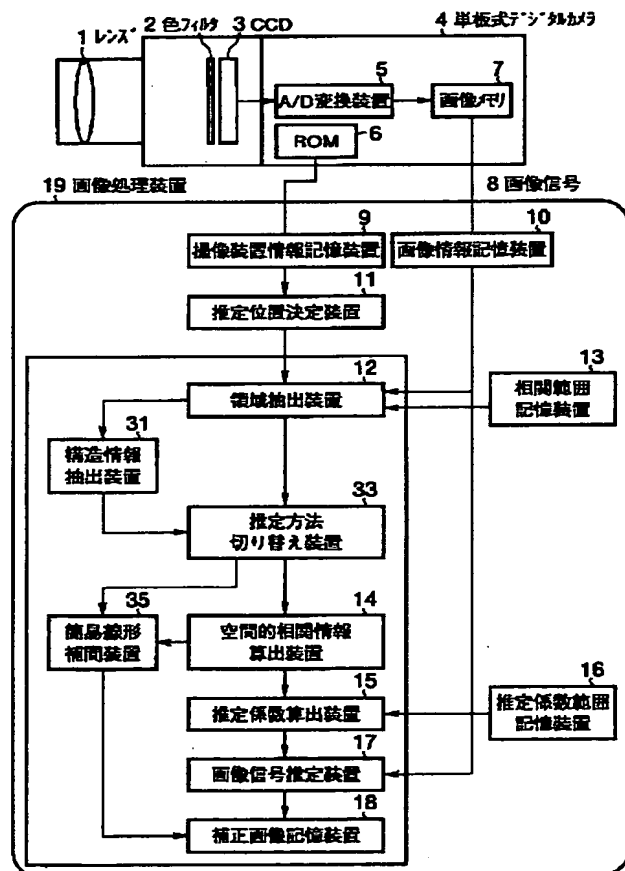 1 レンズ
2 色フィルタ
3 CCD
4 単板式デジタルカメラ
5
A/D変換装置
7
画像メモリ
6
ROM
19 画像処理装置
8 画像信号
9
撮像装置情報記憶装置
10
画像情報記憶装置
11
推定位置決定装置
12
領域抽出装置
13
相関範囲
記憶装置
31
構造情報
抽出装置
33
推定方法
切り替え装置
35
簡易線形
補間装置
14
空間的相関情報
算出装置
15
推定係数算出装置
16
推定係数範囲
記憶装置
17
画像信号推定装置
18
補正画像記憶装置